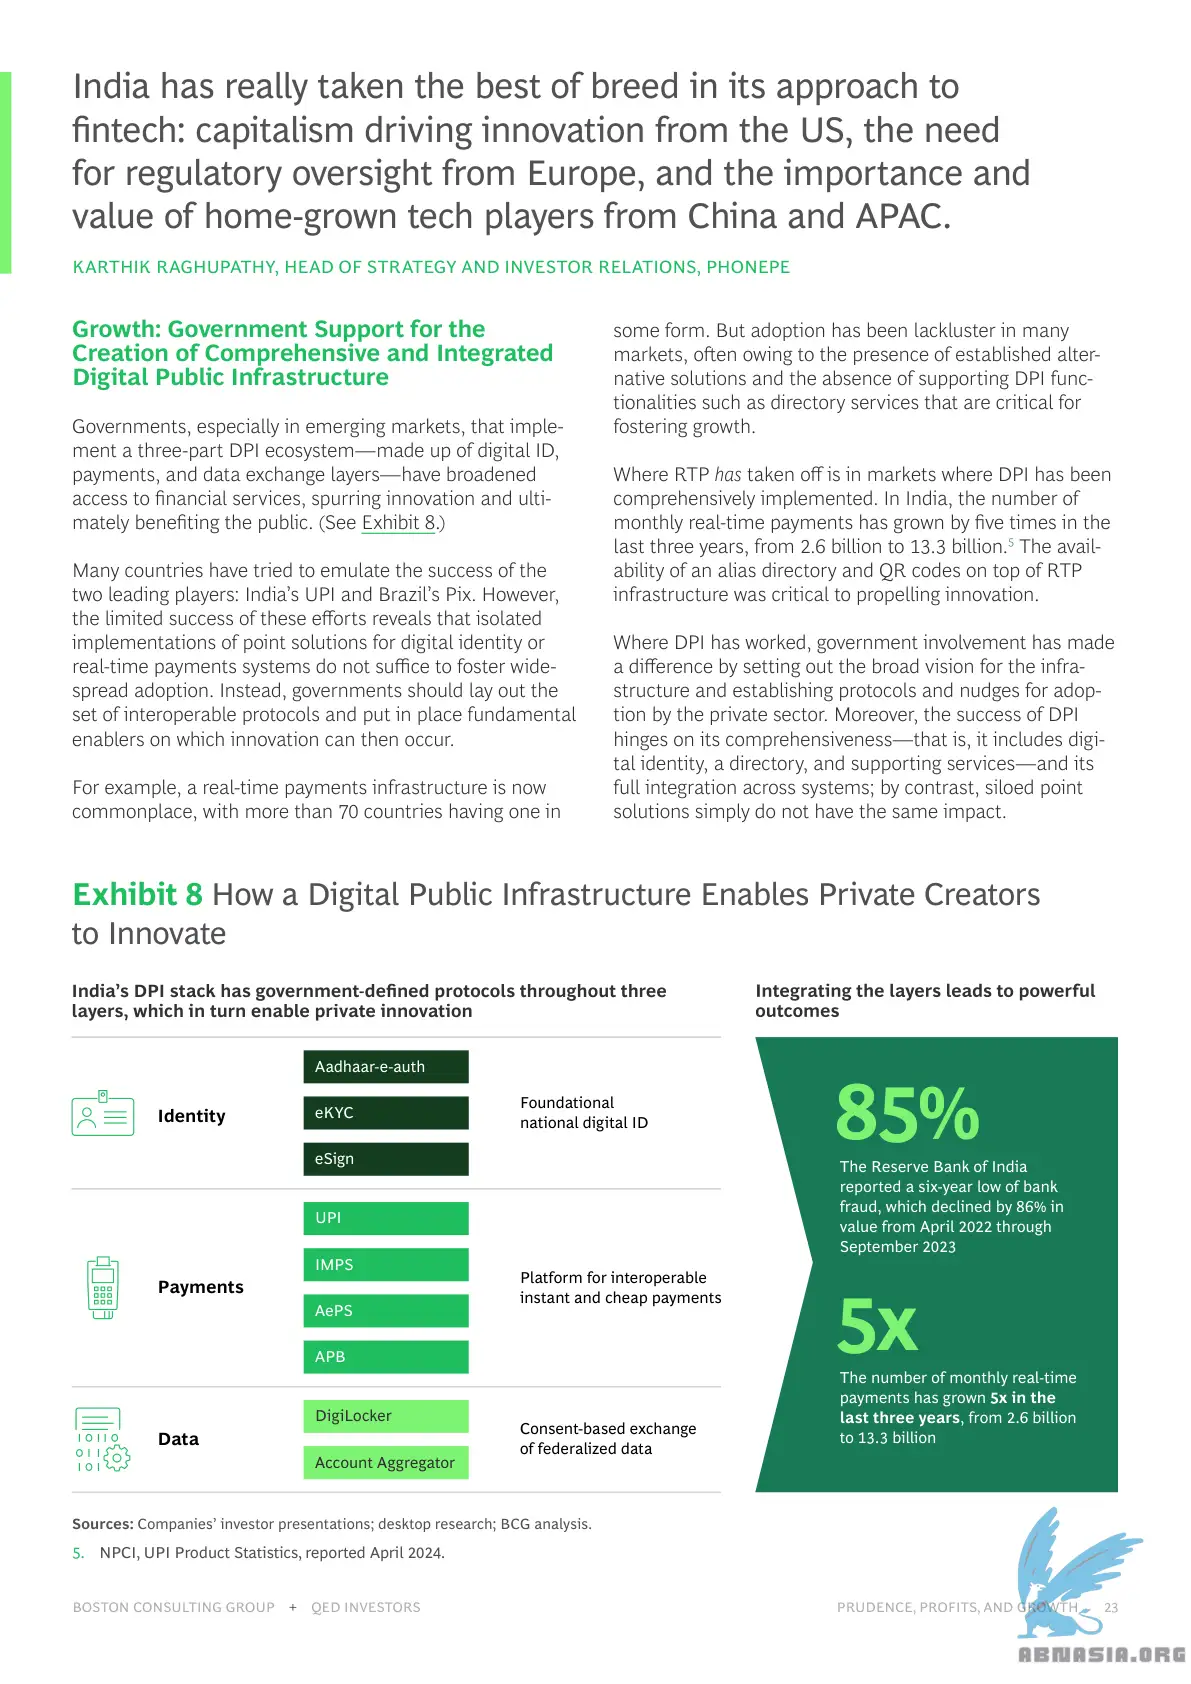 India has really taken the best of breed in its approach to
fintech: capitalism driving innovation from the US, the need
for regulatory oversight from Europe, and the importance and
value of home-grown tech players from China and APAC.
KARTHIK RAGHUPATHY, HEAD OF STRATEGY AND INVESTOR RELATIONS, PHONEPE
Growth: Government Support for the
Creation of Comprehensive and Integrated
Digital Public Infrastructure
Governments, especially in emerging markets, that imple-
ment a three-part DPI ecosystem—made up of digital ID,
payments, and data exchange layers—have broadened
access to financial services, spurring innovation and ulti-
mately benefiting the public. (See Exhibit 8.)
Many countries have tried to emulate the success of the
two leading players: India's UPI and Brazil's Pix. However,
the limited success of these efforts reveals that isolated
implementations of point solutions for digital identity or
real-time payments systems do not suffice to foster wide-
spread adoption. Instead, governments should lay out the
set of interoperable protocols and put in place fundamental
enablers on which innovation can then occur.
For example, a real-time payments infrastructure is now
commonplace, with more than 70 countries having one in
some form. But adoption has been lackluster in many
markets, often owing to the presence of established alter-
native solutions and the absence of supporting DPI func-
tionalities such as directory services that are critical for
fostering growth.
Where RTP has taken off is in markets where DPI has been
comprehensively implemented. In India, the number of
monthly real-time payments has grown by five times in the
last three years, from 2.6 billion to 13.3 billion.5 The avail-
ability of an alias directory and QR codes on top of RTP
infrastructure was critical to propelling innovation.
Where DPI has worked, government involvement has made
a difference by setting out the broad vision for the infra-
structure and establishing protocols and nudges for adop-
tion by the private sector. Moreover, the success of DPI
hinges on its comprehensiveness—that is, it includes digi-
tal identity, a directory, and supporting services—and its
full integration across systems; by contrast, siloed point
solutions simply do not have the same impact.
Exhibit 8 How a Digital Public Infrastructure Enables Private Creators
to Innovate
India's DPI stack has government-defined protocols throughout three
layers, which in turn enable private innovation
Identity
Aadhaar-e-auth
eKYC
eSign
Foundational
national digital ID
Payments
UPI
IMPS
AePS
APB
Platform for interoperable
instant and cheap payments
Data
DigiLocker
Account Aggregator
Consent-based exchange
of federalized data
Integrating the layers leads to powerful
outcomes
85%
The Reserve Bank of India
reported a six-year low of bank
fraud, which declined by 86% in
value from April 2022 through
September 2023
5x
The number of monthly real-time
payments has grown 5x in the
last three years, from 2.6 billion
to 13.3 billion
Sources: Companies' investor presentations; desktop research; BCG analysis.
5. NPCI, UPI Product Statistics, reported April 2024.
BOSTON CONSULTING GROUP + QED INVESTORS
PRUDENCE, PROFITS, AND GROWTH 23
ABNASIA.ORG